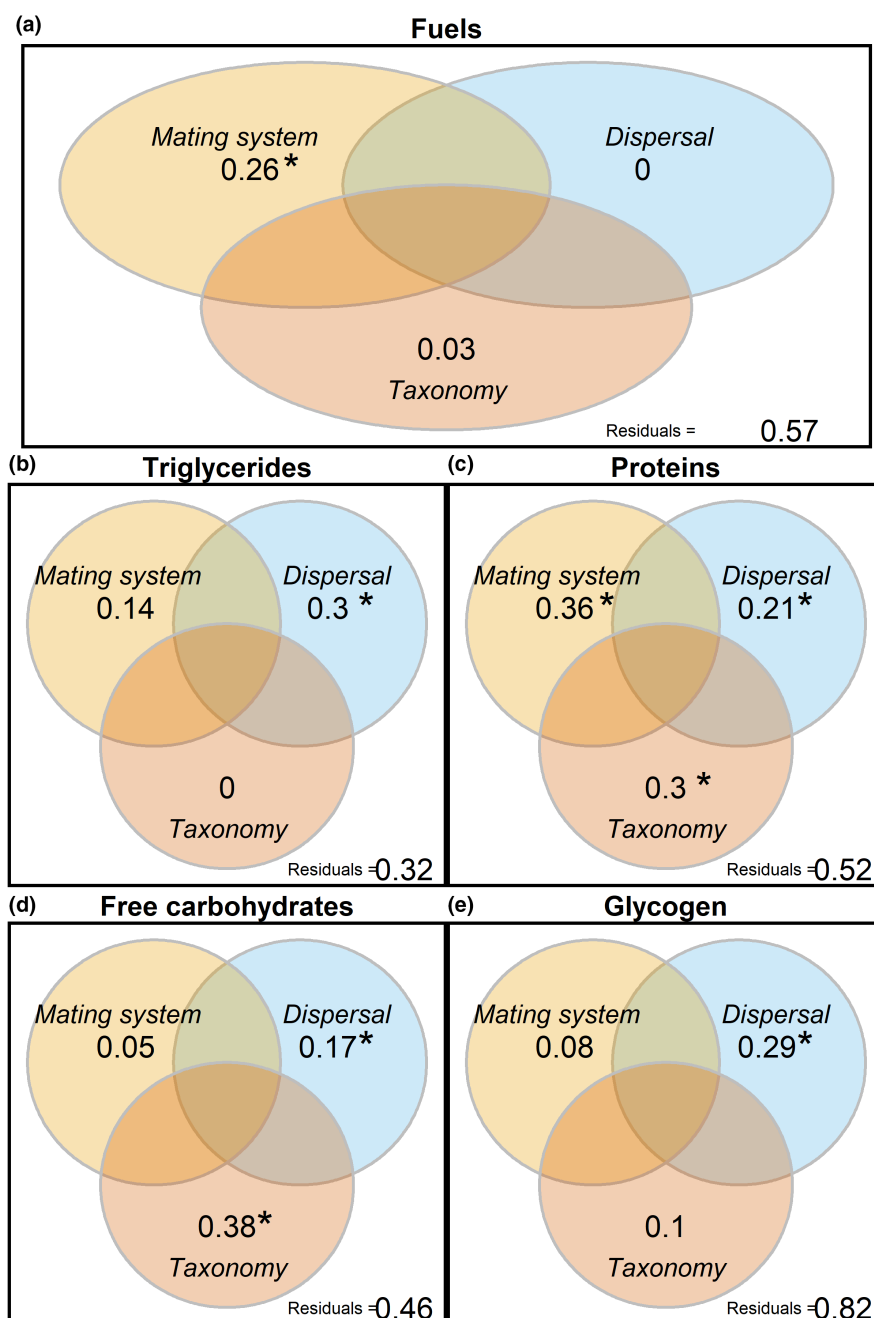 (a)
Fuels
Mating system
0.26 *
Dispersal
0
0.03
Taxonomy
Residuals = 0.57
(b)
Triglycerides
Mating system
0.14
Dispersal
0.3 *
0
Taxonomy
Residuals = 0.32
(c)
Proteins
Mating system
0.36 *
Dispersal
0.21 *
0.3 *
Taxonomy
Residuals = 0.52
(d)
Free carbohydrates
Mating system
0.05
Dispersal
0.17 *
0.38 *
Taxonomy
Residuals = 0.46
(e)
Glycogen
Mating system
0.08
Dispersal
0.29 *
0.1
Taxonomy
Residuals = 0.82